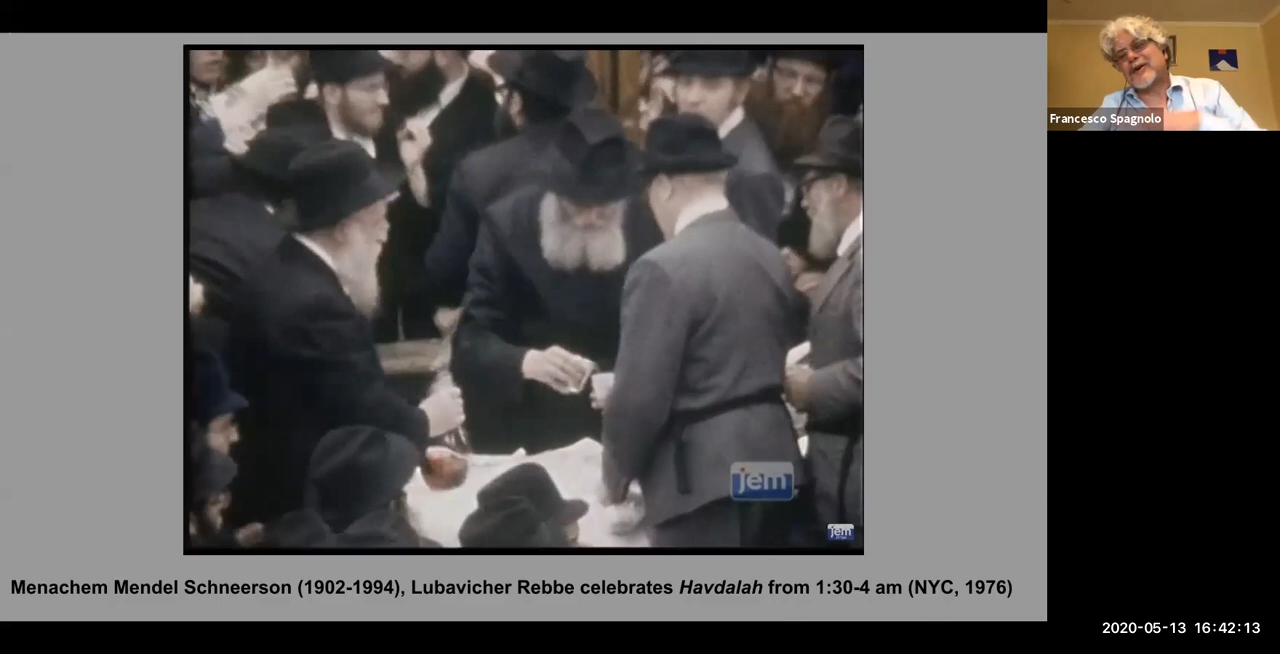 Francesco Spagnolo
jem
jem
Menachem Mendel Schneerson (1902-1994), Lubavicher Rebbe celebrates Havdalah from 1:30-4 am (NYC, 1976)
2020-05-13 16:42:13